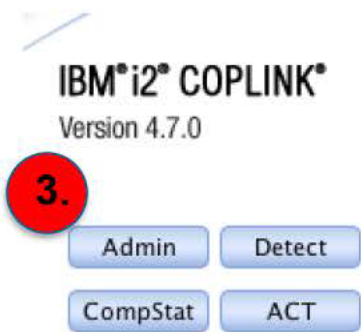 IBM® i2® COPLINK®
Version 4.7.0
3.
Admin Detect
CompStat ACT